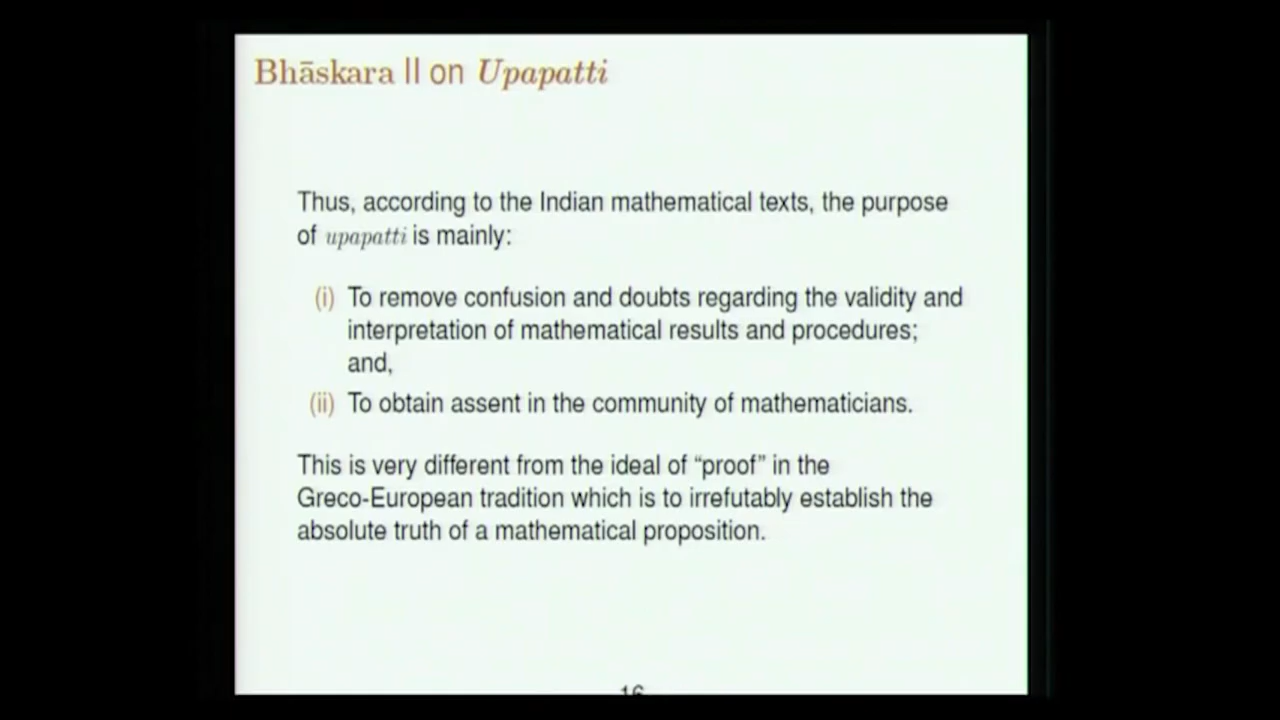 Bhāskara II on Upapatti
Thus, according to the Indian mathematical texts, the purpose
of upapatti is mainly:
(i) To remove confusion and doubts regarding the validity and
interpretation of mathematical results and procedures;
and,
(ii) To obtain assent in the community of mathematicians.
This is very different from the ideal of “proof” in the
Greco-European tradition which is to irrefutably establish the
absolute truth of a mathematical proposition.
16